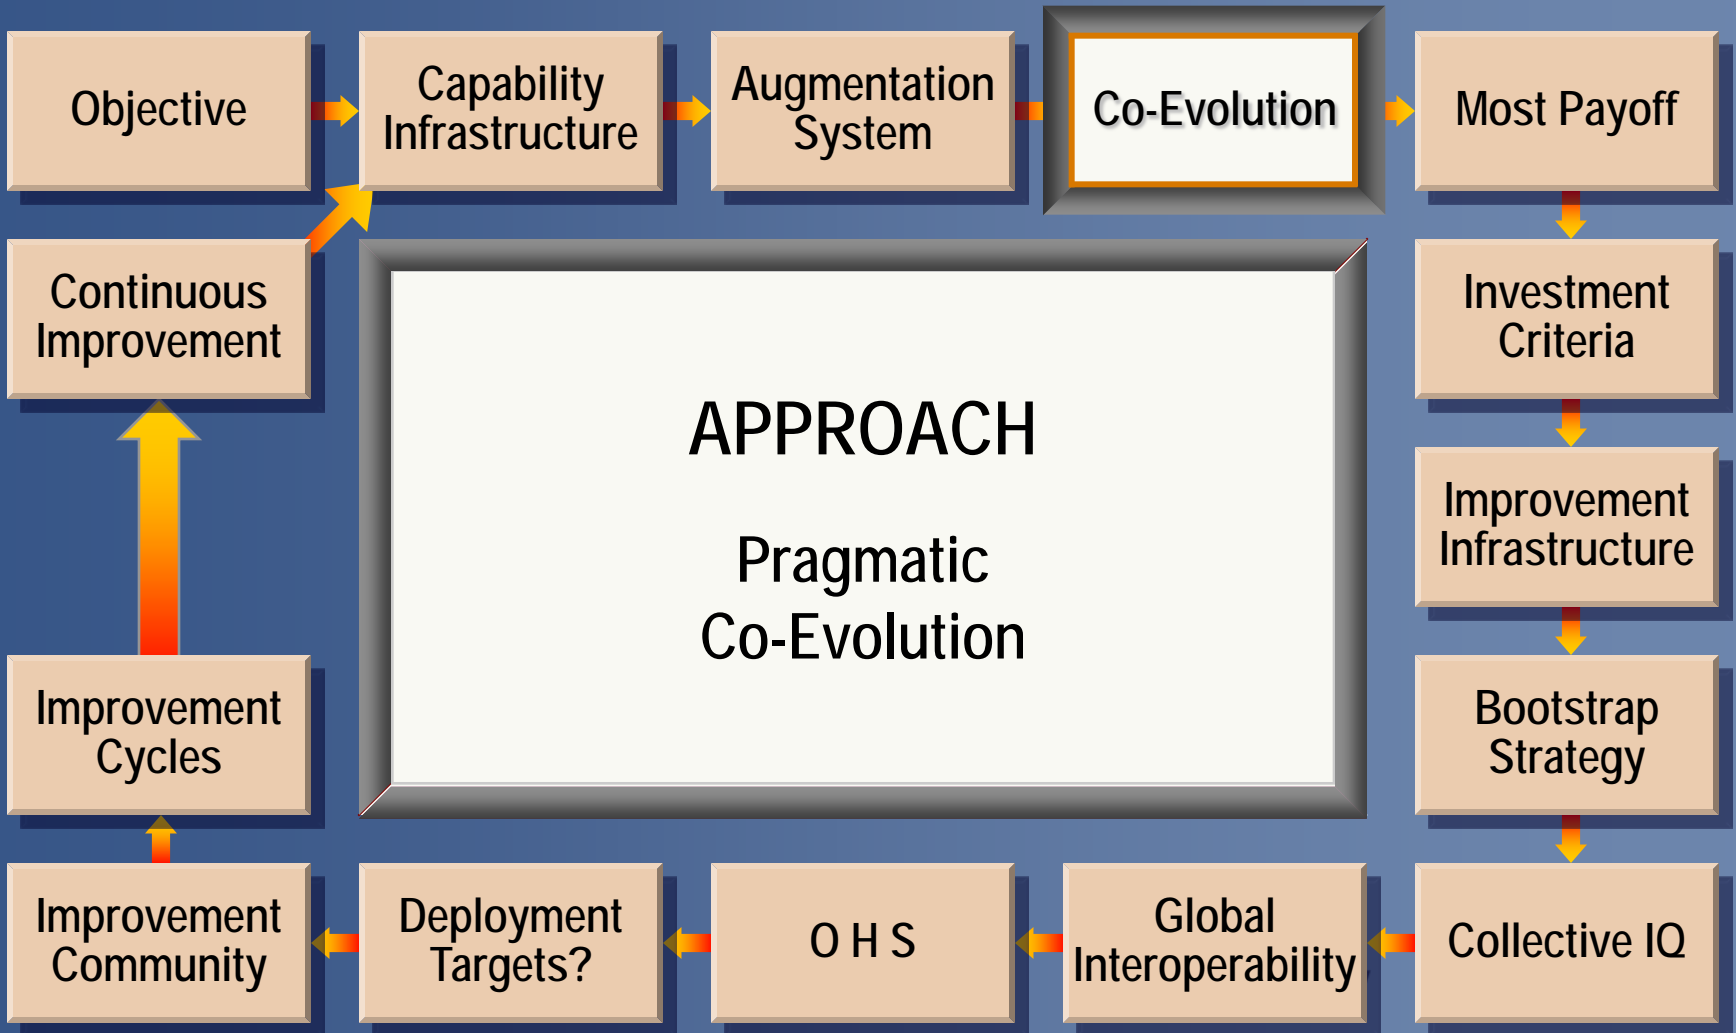 Objective
Capability
Infrastructure
Augmentation
System
Co-Evolution
Most Payoff
Continuous
Improvement
APPROACH
Pragmatic
Co-Evolution
Investment
Criteria
Improvement
Infrastructure
Improvement
Cycles
Bootstrap
Strategy
Improvement
Community
Deployment
Targets?
O H S
Global
Interoperability
Collective IQ